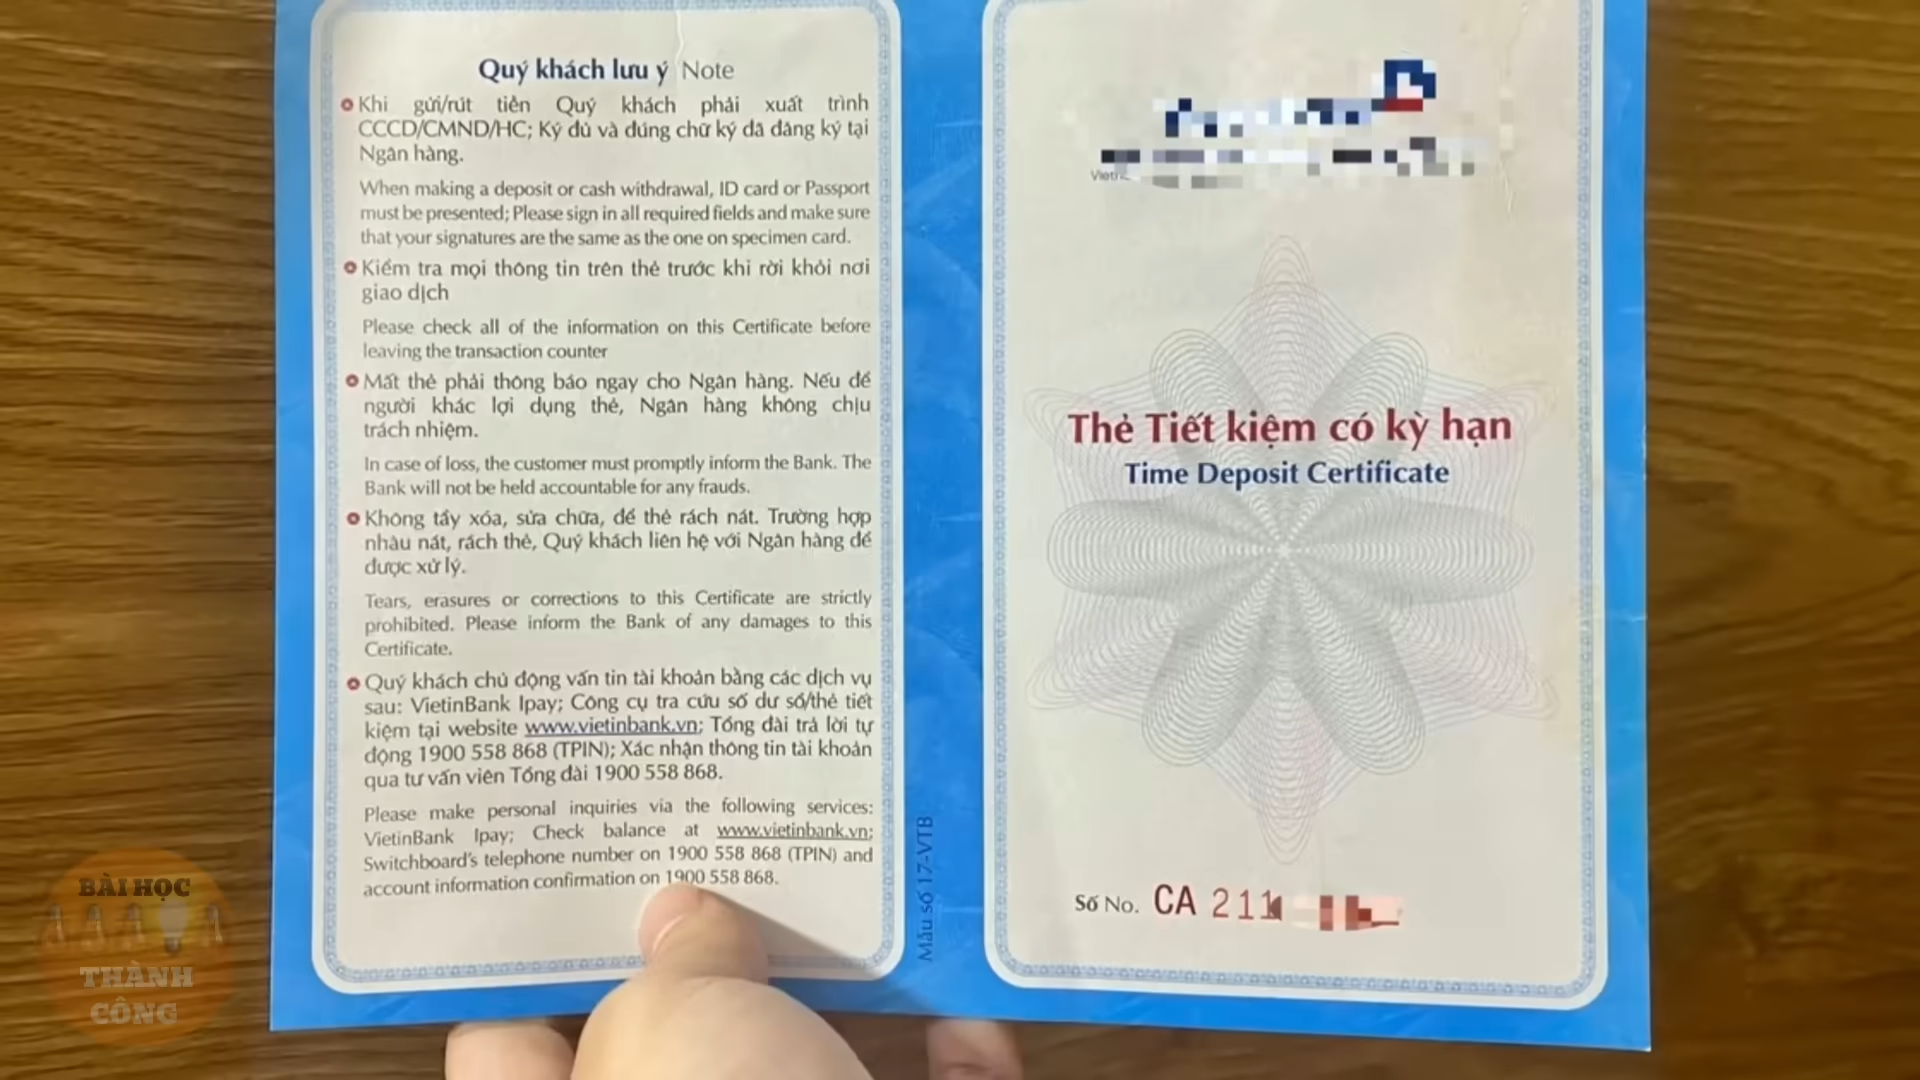 Quý khách lưu ý Note
Khi gửi/rút tiền Quý khách phải xuất trình
CCCD/CMND/HC; Ký đủ và đúng chữ ký đã đăng ký tại
Ngân hàng.
When making a deposit or cash withdrawal, ID card or Passport
must be presented; Please sign in all required fields and make sure
that your signatures are the same as the one on specimen card.
Kiểm tra mọi thông tin trên thẻ trước khi rời khỏi nơi
giao dịch
Please check all of the information on this Certificate before
leaving the transaction counter
Mất thẻ phải thông báo ngay cho Ngân hàng. Nếu để
người khác lợi dụng thẻ, Ngân hàng không chịu
trách nhiệm.
In case of loss, the customer must promptly inform the Bank. The
Bank will not be held accountable for any frauds.
Không tẩy xóa, sửa chữa, để thẻ rách nát. Trường hợp
nhàu nát, rách thẻ, Quý khách liên hệ với Ngân hàng để
được xử lý.
Tears, erasures or corrections to this Certificate are strictly
prohibited. Please inform the Bank of any damages to this
Certificate.
Quý khách chủ động vấn tin tài khoản bằng các dịch vụ
sau: VietinBank Ipay; Công cụ tra cứu số dư sổ/thẻ tiết
kiệm tại website www.vietinbank.vn; Tổng đài trả lời tự
động 1900 558 868 (TPIN); Xác nhận thông tin tài khoản
qua tư vấn viên Tổng đài 1900 558 868.
Please make personal inquiries via the following services:
VietinBank Ipay; Check balance at www.vietinbank.vn;
Switchboard's telephone number on 1900 558 868 (TPIN) and
account information confirmation on 1900 558 868.
Mẫu số 17-VTB
Thẻ Tiết kiệm có kỳ hạn
Time Deposit Certificate
Số No. CA 211
BÀI HỌC
THÀNH
CÔNG